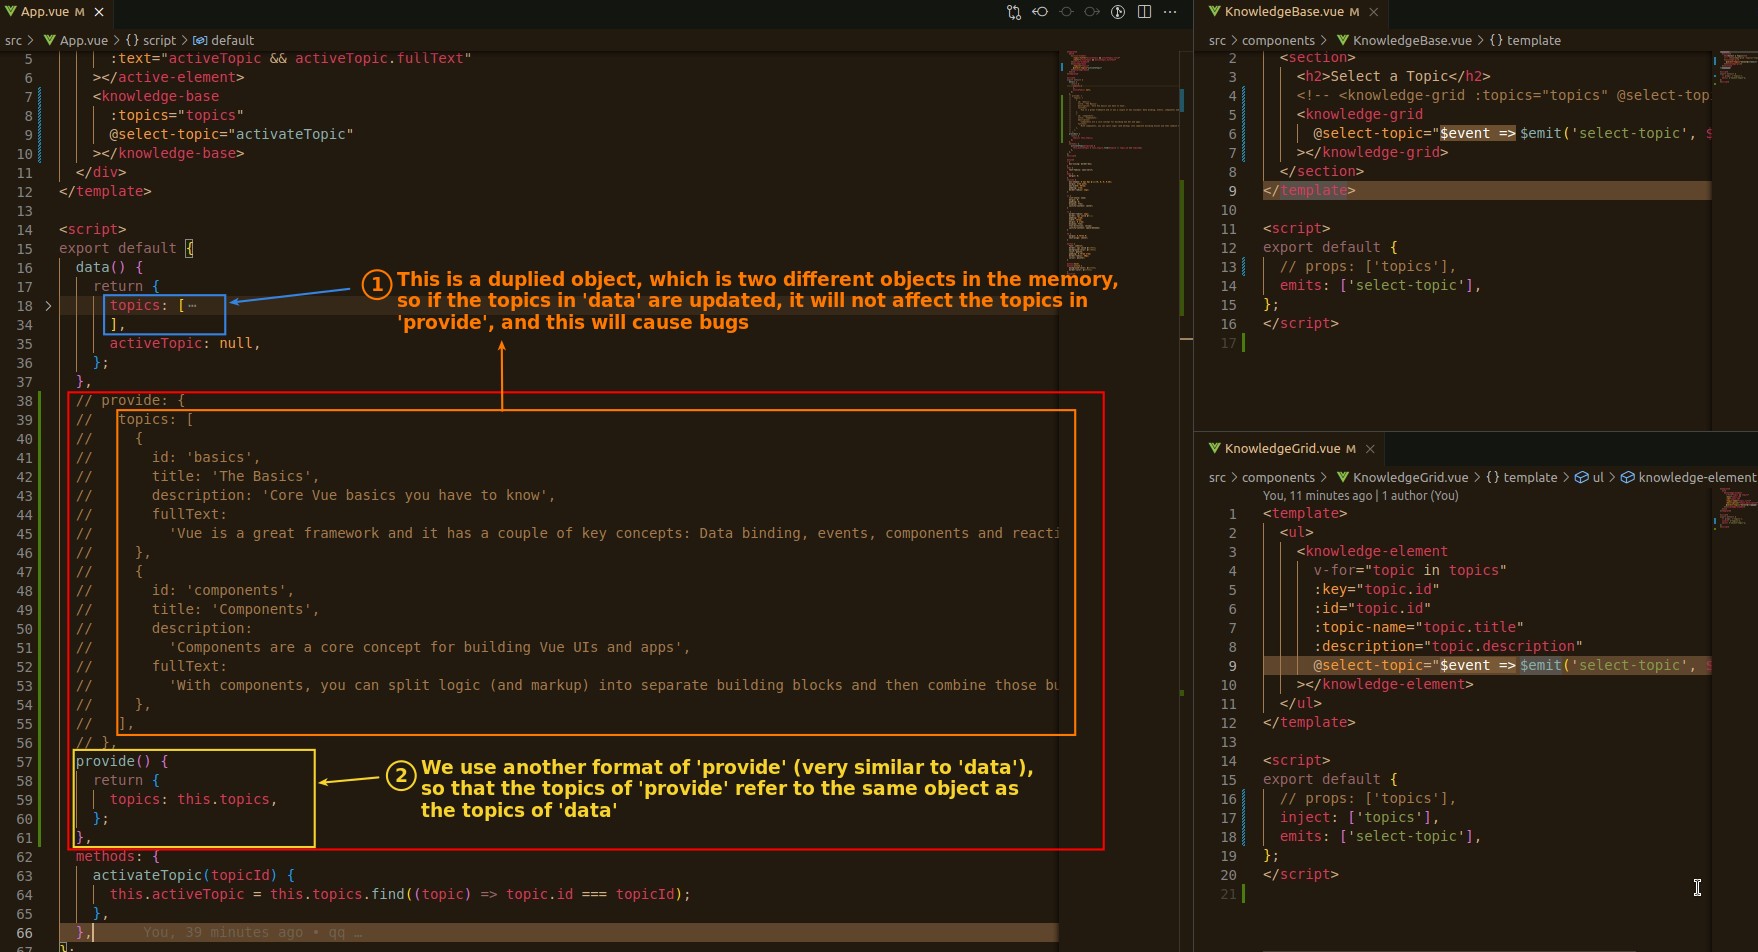 App.vue M ×
src > App.vue > {} script > default
5 :text="activeTopic && activeTopic.fullText"
6 ></active-element>
7 <knowledge-base
8 :topics="topics"
9 @select-topic="activateTopic"
10 ></knowledge-base>
11 </div>
12 </template>
13
14 <script>
15 export default {
16 data() {
17 return {
18 topics: [ ⋯
34 ],
35 activeTopic: null,
36 };
37 },
38 // provide: {
39 // topics: [
40 // {
41 // id: 'basics',
42 // title: 'The Basics',
43 // description: 'Core Vue basics you have to know',
44 // fullText:
45 // 'Vue is a great framework and it has a couple of key concepts: Data binding, events, components and reacti
46 // },
47 // {
48 // id: 'components',
49 // title: 'Components',
50 // description:
51 // 'Components are a core concept for building Vue UIs and apps',
52 // fullText:
53 // 'With components, you can split logic (and markup) into separate building blocks and then combine those bu
54 // },
55 // ],
56 // },
57 provide() {
58 return {
59 topics: this.topics,
60 };
61 },
62 methods: {
63 activateTopic(topicId) {
64 this.activeTopic = this.topics.find((topic) => topic.id === topicId);
65 },
66 }, You, 39 minutes ago • qq …
67 };
1 This is a duplied object, which is two different objects in the memory,
so if the topics in 'data' are updated, it will not affect the topics in
'provide', and this will cause bugs
2 We use another format of 'provide' (very similar to 'data'),
so that the topics of 'provide' refer to the same object as
the topics of 'data'
KnowledgeBase.vue M ×
src > components > KnowledgeBase.vue > {} template
2 <section>
3 <h2>Select a Topic</h2>
4 <!-- <knowledge-grid :topics="topics" @select-top
5 <knowledge-grid
6 @select-topic="$event => $emit('select-topic', $
7 ></knowledge-grid>
8 </section>
9 </template>
10
11 <script>
12 export default {
13 // props: ['topics'],
14 emits: ['select-topic'],
15 };
16 </script>
17
KnowledgeGrid.vue M ×
src > components > KnowledgeGrid.vue > {} template > ul > knowledge-element
You, 11 minutes ago | 1 author (You)
1 <template>
2 <ul>
3 <knowledge-element
4 v-for="topic in topics"
5 :key="topic.id"
6 :id="topic.id"
7 :topic-name="topic.title"
8 :description="topic.description"
9 @select-topic="$event => $emit('select-topic', $
10 ></knowledge-element>
11 </ul>
12 </template>
13
14 <script>
15 export default {
16 // props: ['topics'],
17 inject: ['topics'],
18 emits: ['select-topic'],
19 };
20 </script>
21